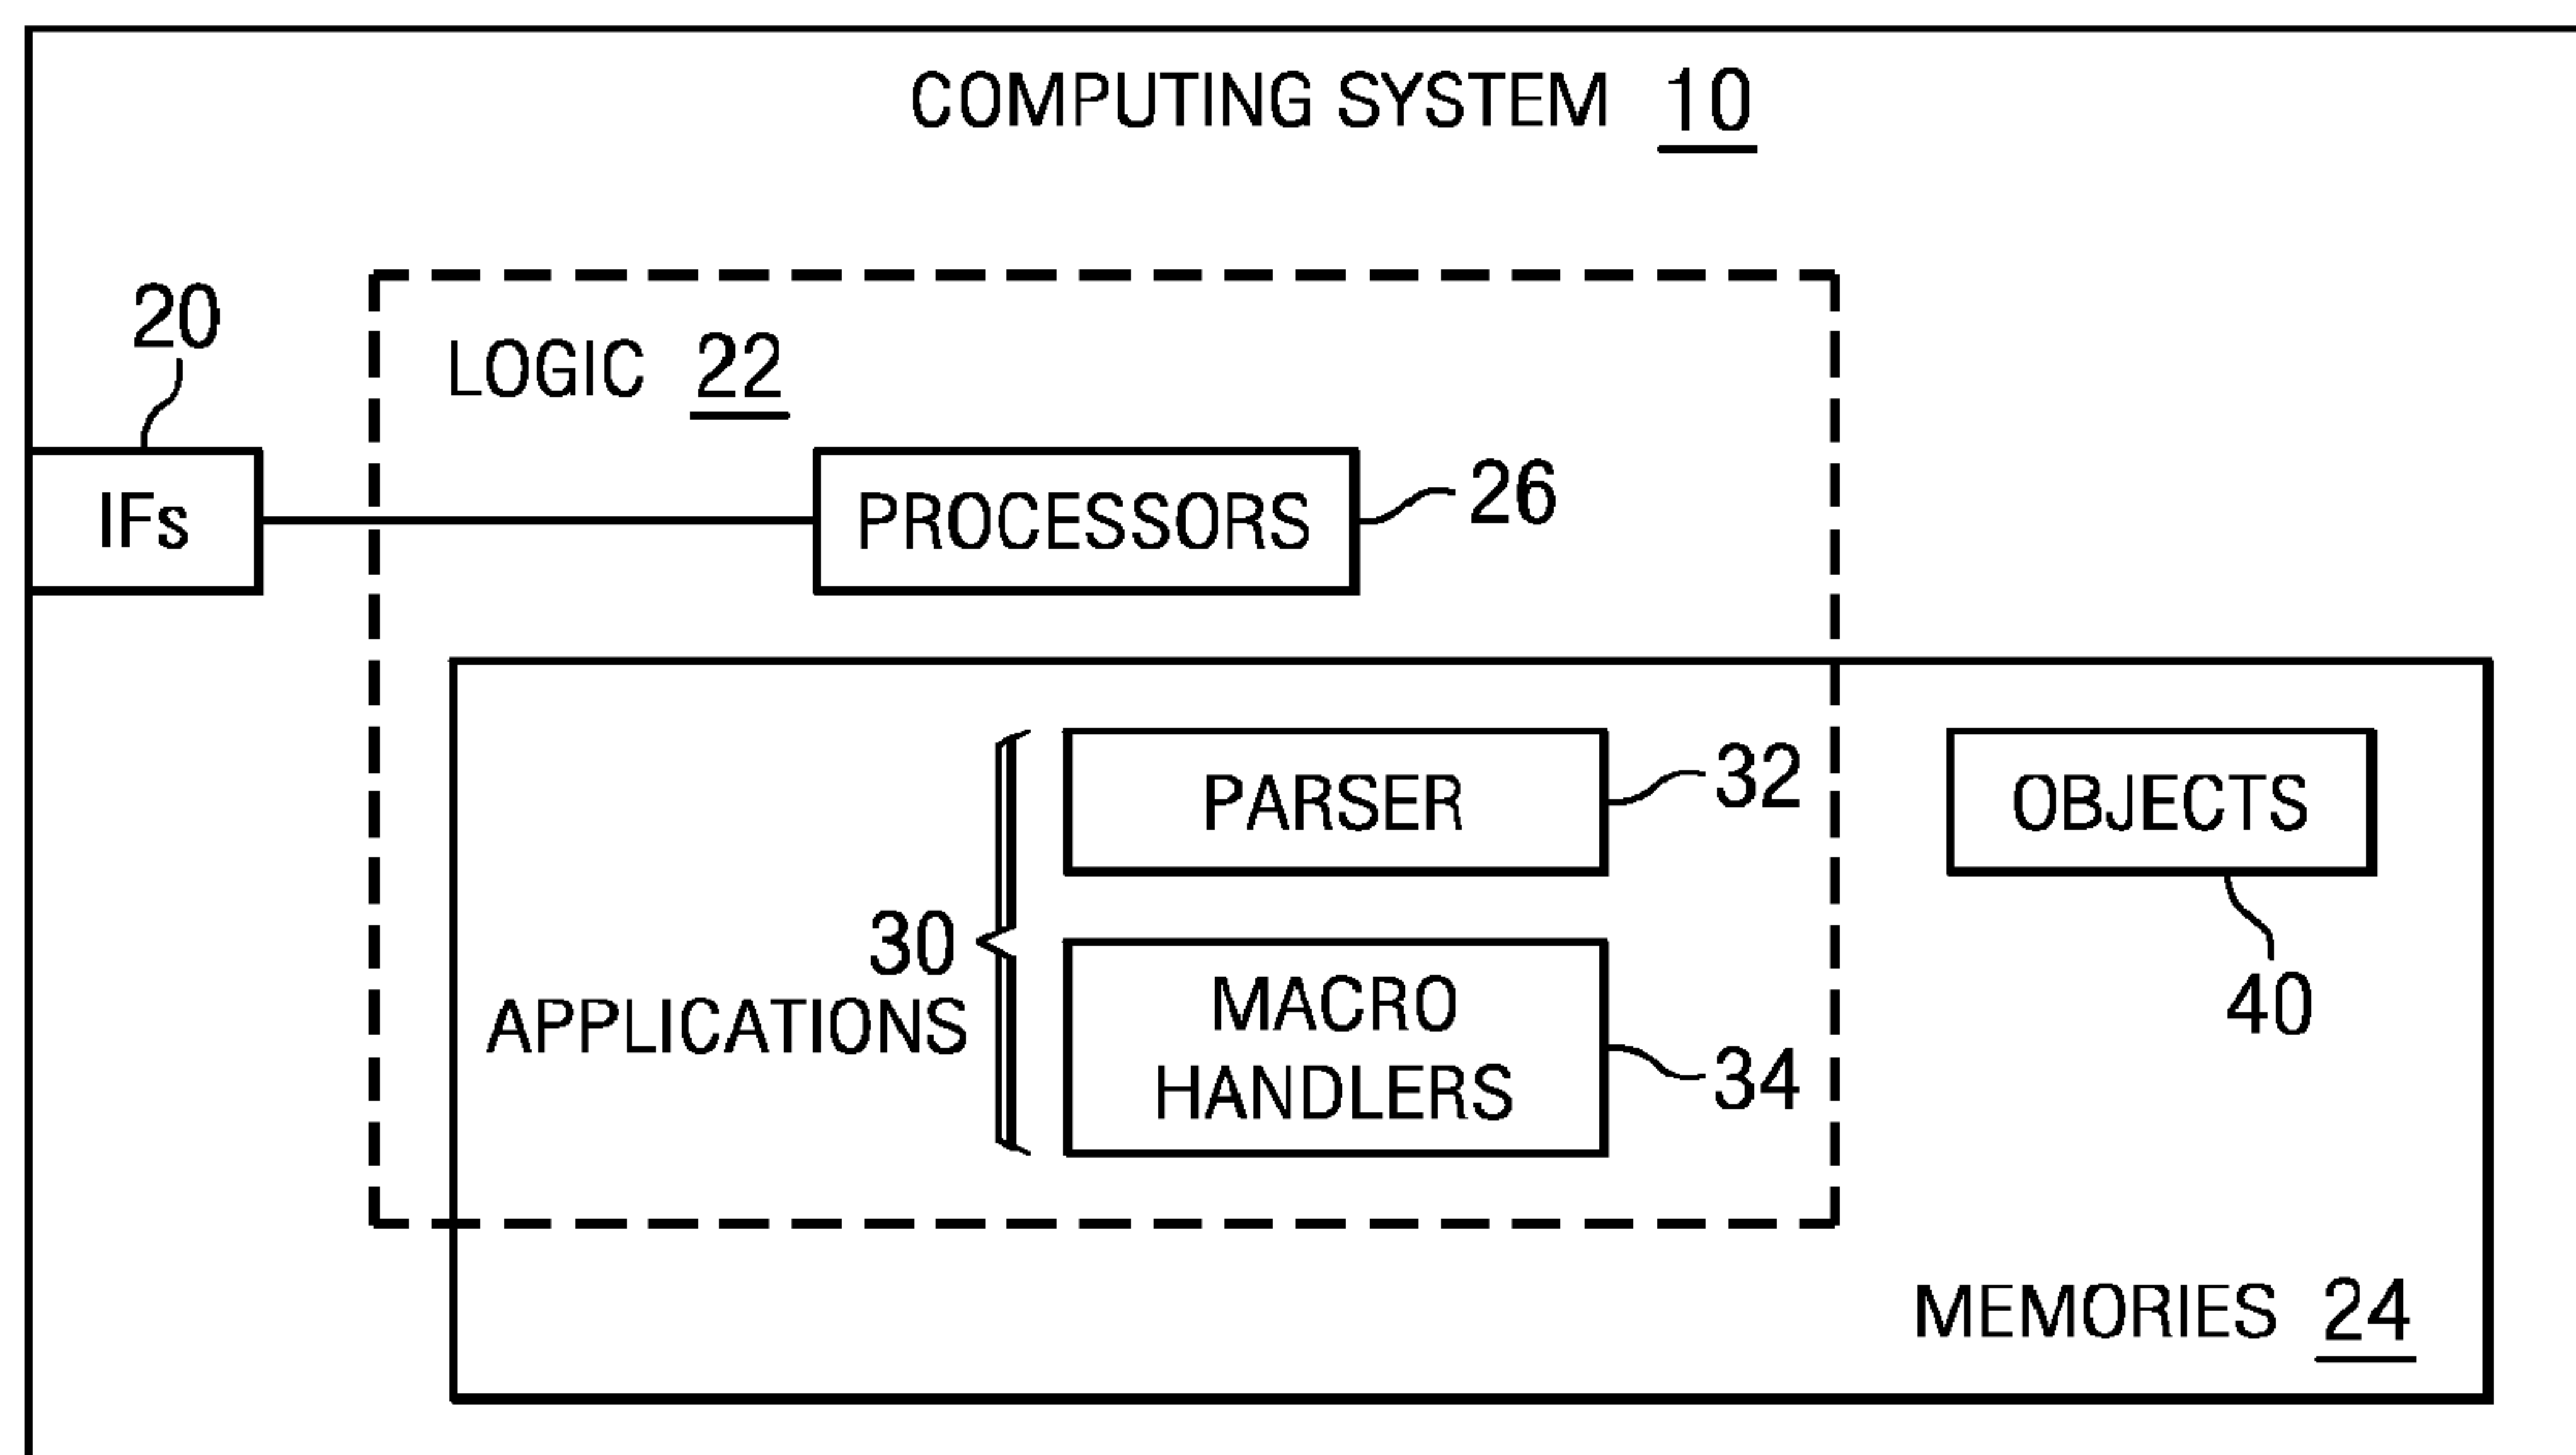 COMPUTING SYSTEM 10
20
LOGIC 22
IFs
PROCESSORS
26
PARSER
32
OBJECTS
30
APPLICATIONS
MACRO
HANDLERS
34
40
MEMORIES 24